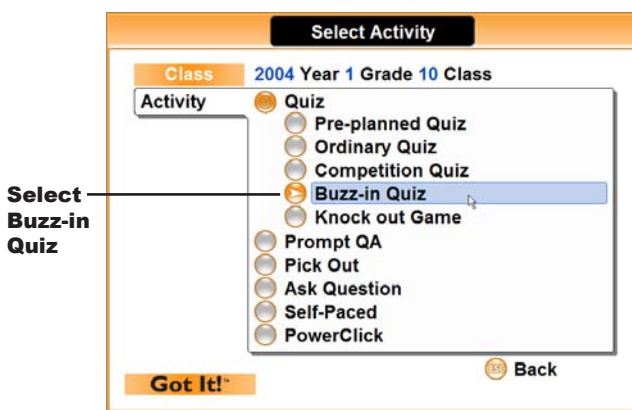 Select Activity
Class 2004 Year 1 Grade 10 Class
Activity Quiz
Pre-planned Quiz
Ordinary Quiz
Competition Quiz
Select Buzz-in Quiz
Buzz-in Knock out Game
Quiz Prompt QA
Pick Out
Ask Question
Self-Paced
PowerClick
ESC Back
Got It!™